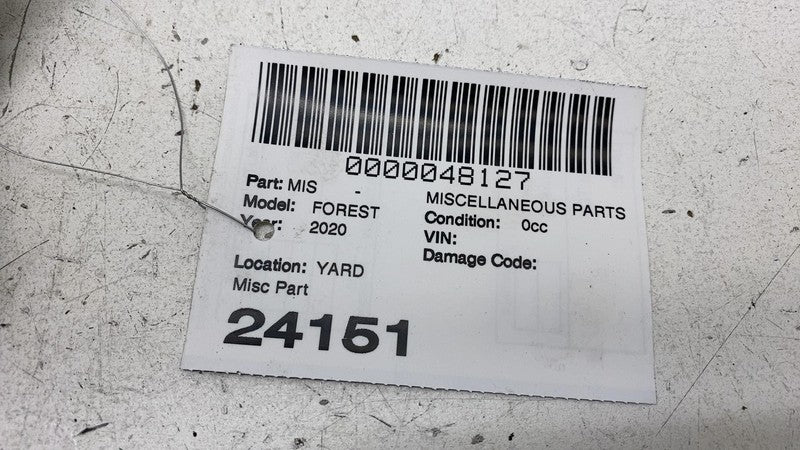 0000048127
Part: MIS - MISCELLANEOUS PARTS
Model: FOREST Condition: 0cc
Year: 2020 VIN:
Damage Code:
Location: YARD
Misc Part
24151